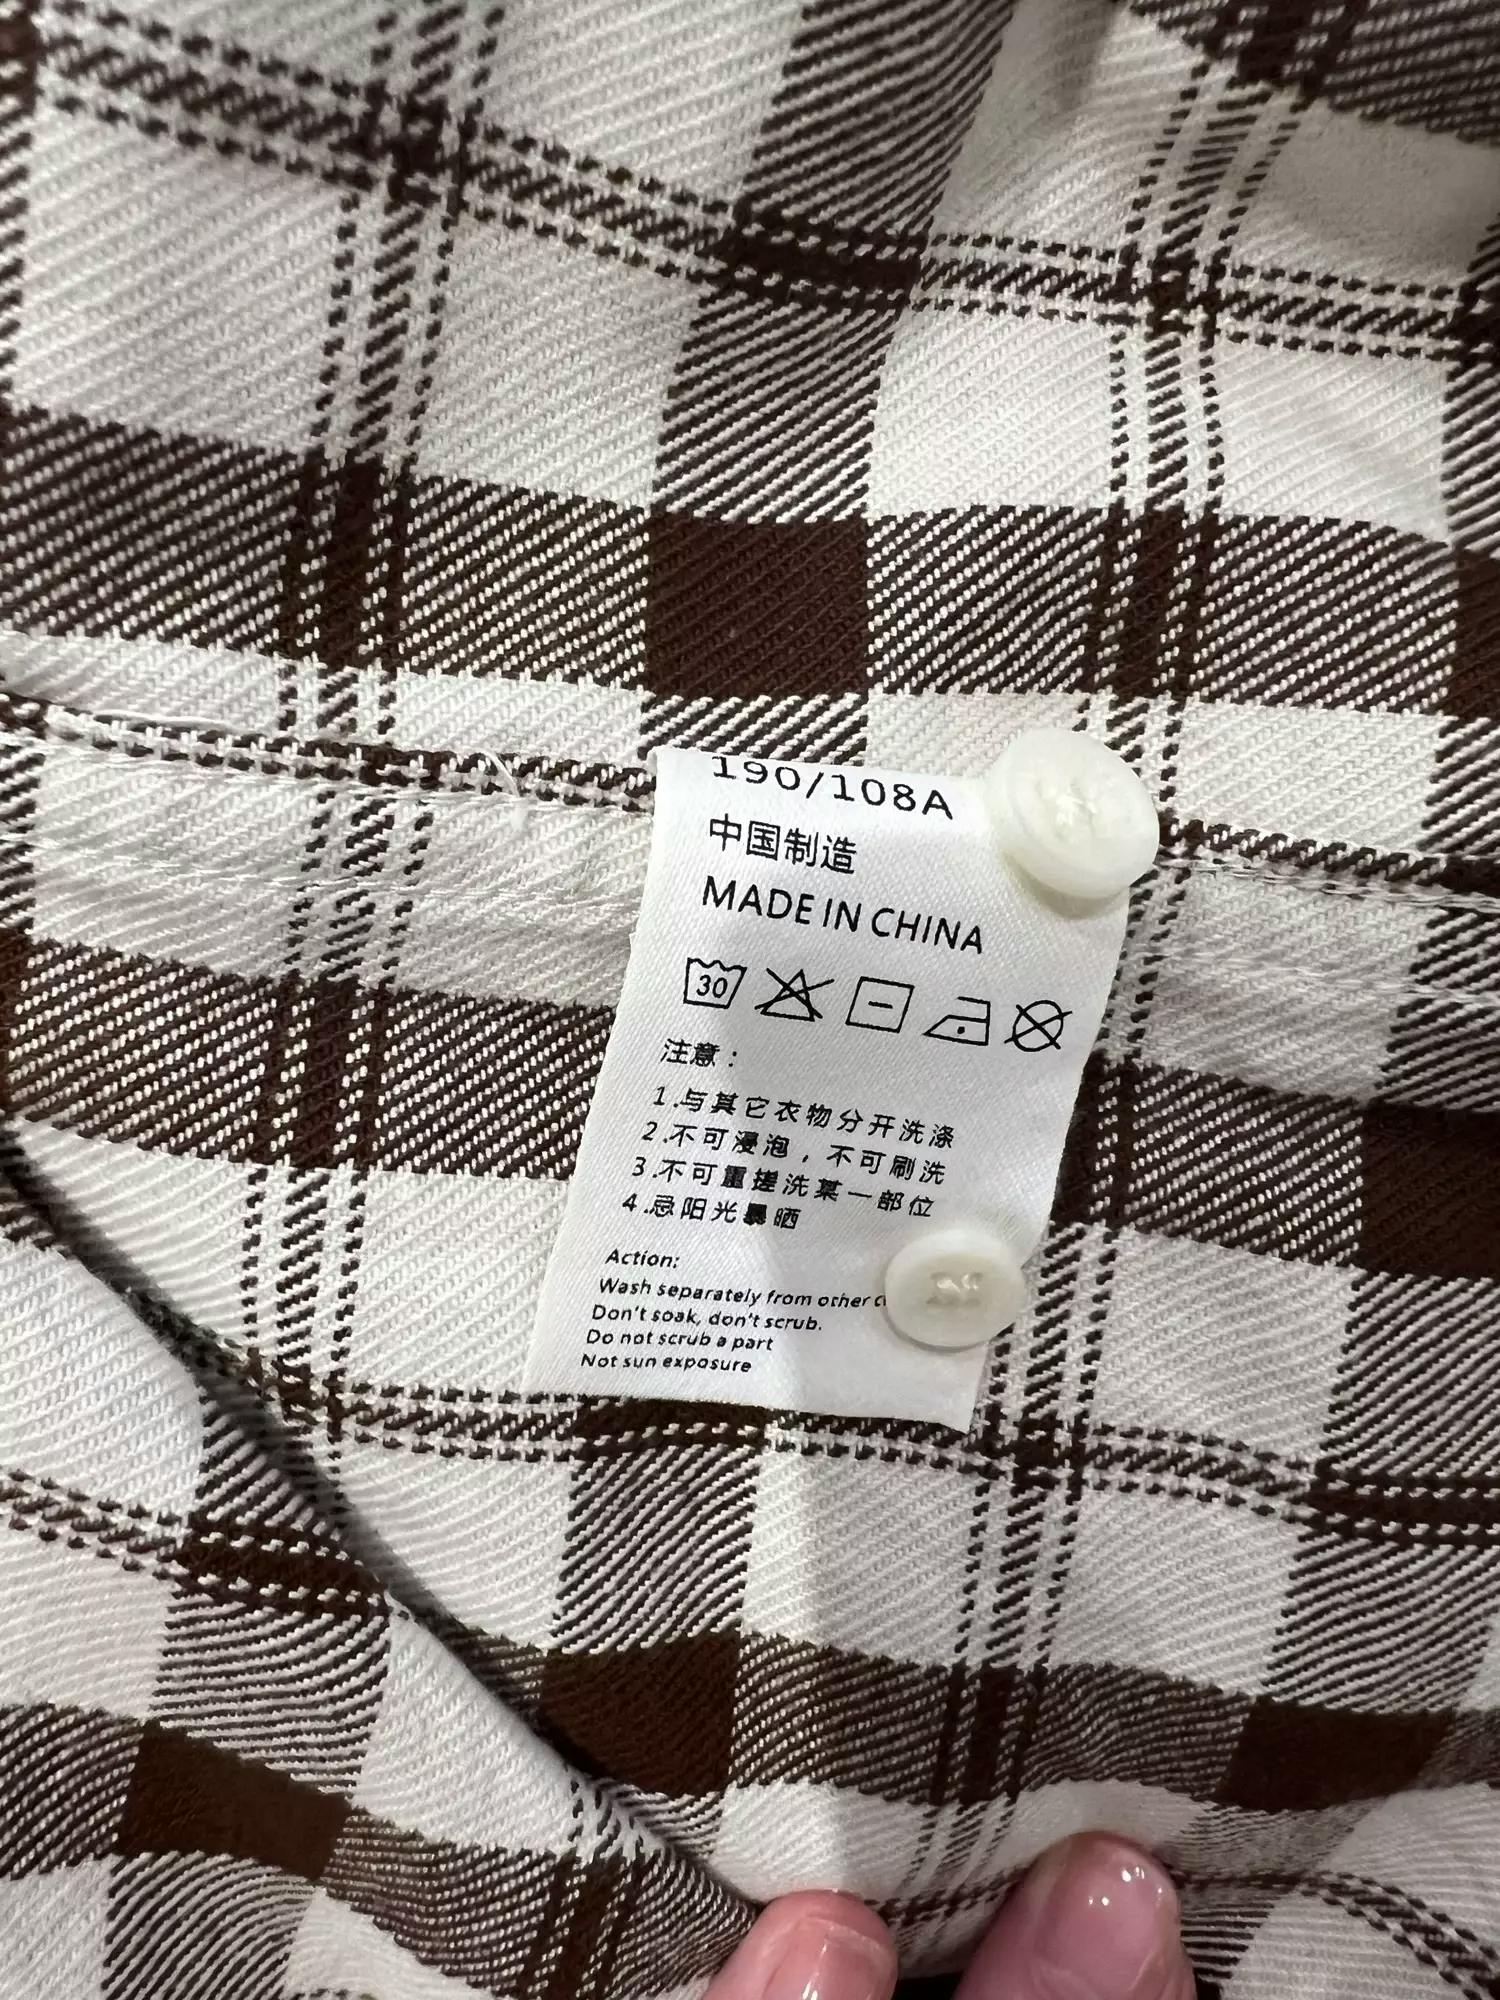 190/108A
中国制造
MADE IN CHINA
30
注意：
1.与其它衣物分开洗涤
2.不可浸泡，不可刷洗
3.不可重搓洗某一部位
4.忌阳光暴晒
Action:
Wash separately from other
Don't soak, don't scrub.
Do not scrub a part
Not sun exposure